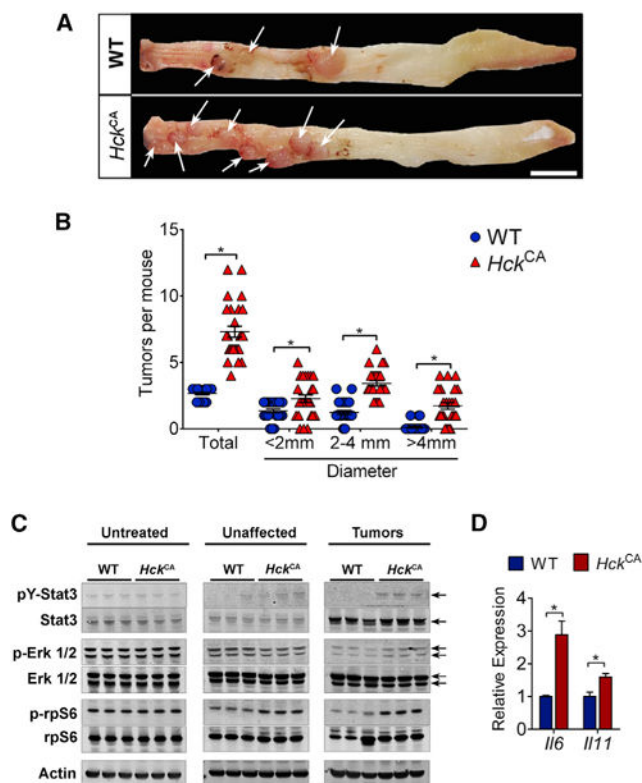 A
WT
Hck^CA
B
Tumors per mouse
15
10
5
0
WT
Hck^CA
*
*
*
*
Total
<2mm
2-4 mm
>4mm
Diameter
C
Untreated
Unaffected
Tumors
WT Hck^CA WT Hck^CA WT Hck^CA
pY-Stat3
Stat3
p-Erk 1/2
Erk 1/2
p-rpS6
rpS6
Actin
D
WT Hck^CA
Relative Expression
4
3
2
1
0
*
*
Il6 Il11